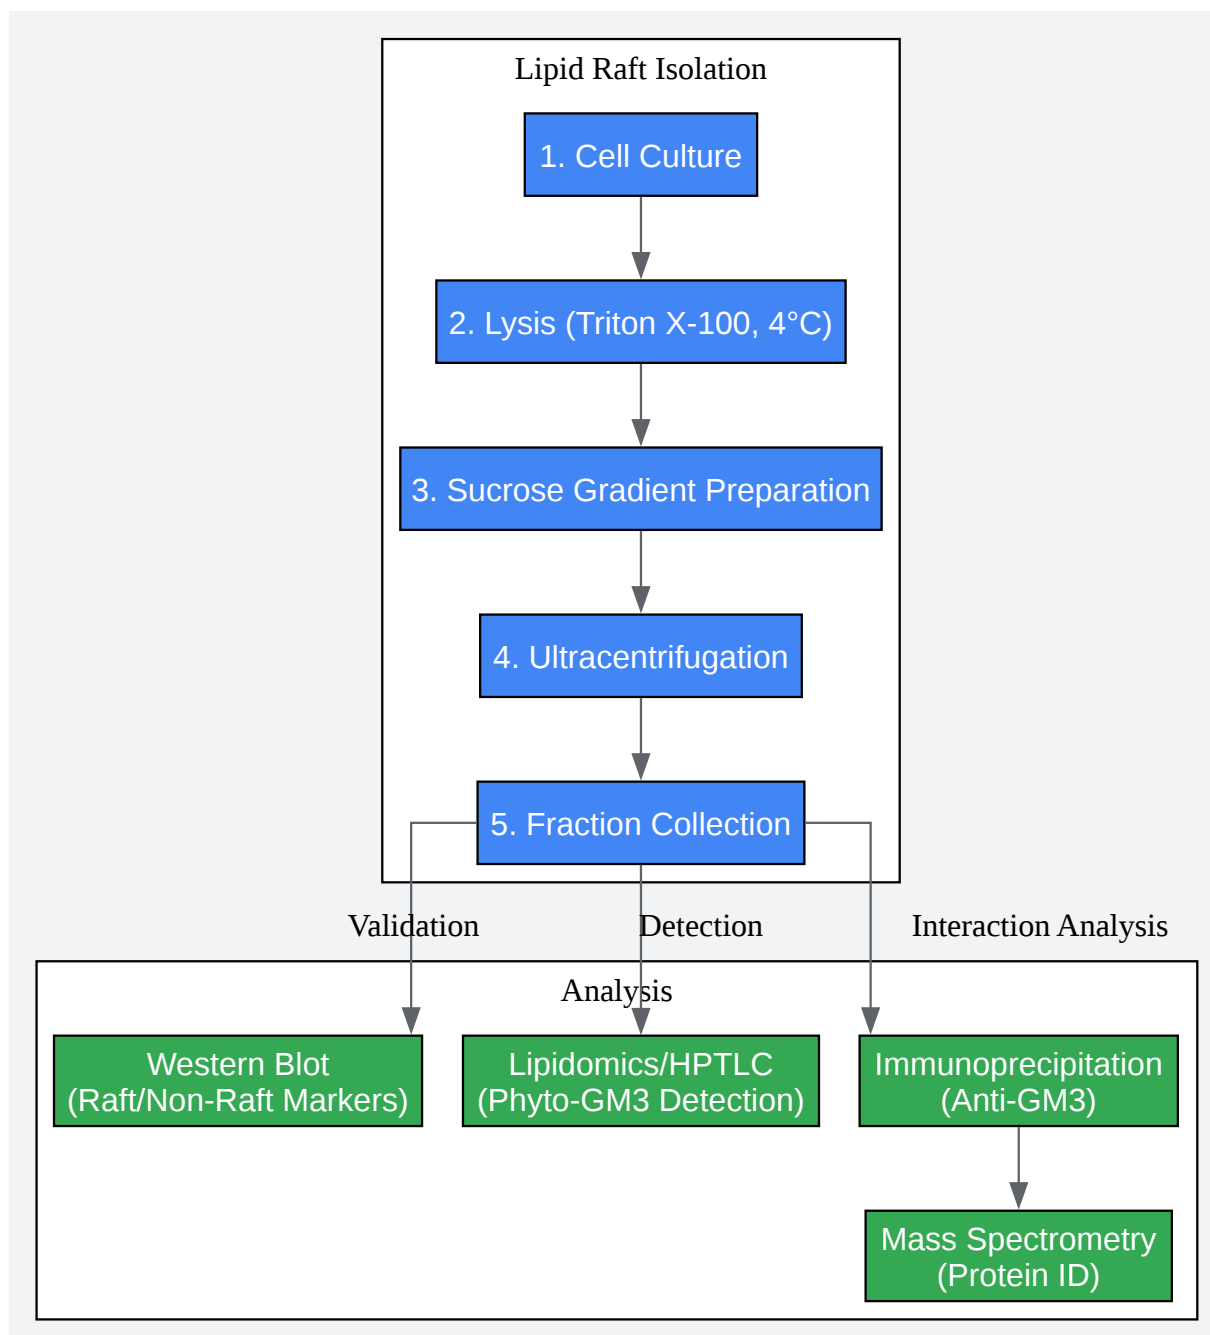 Lipid Raft Isolation
1. Cell Culture
2. Lysis (Triton X-100, 4°C)
3. Sucrose Gradient Preparation
4. Ultracentrifugation
5. Fraction Collection
Validation
Detection
Interaction Analysis
Analysis
Western Blot
(Raft/Non-Raft Markers)
Lipidomics/HPTLC
(Phyto-GM3 Detection)
Immunoprecipitation
(Anti-GM3)
Mass Spectrometry
(Protein ID)